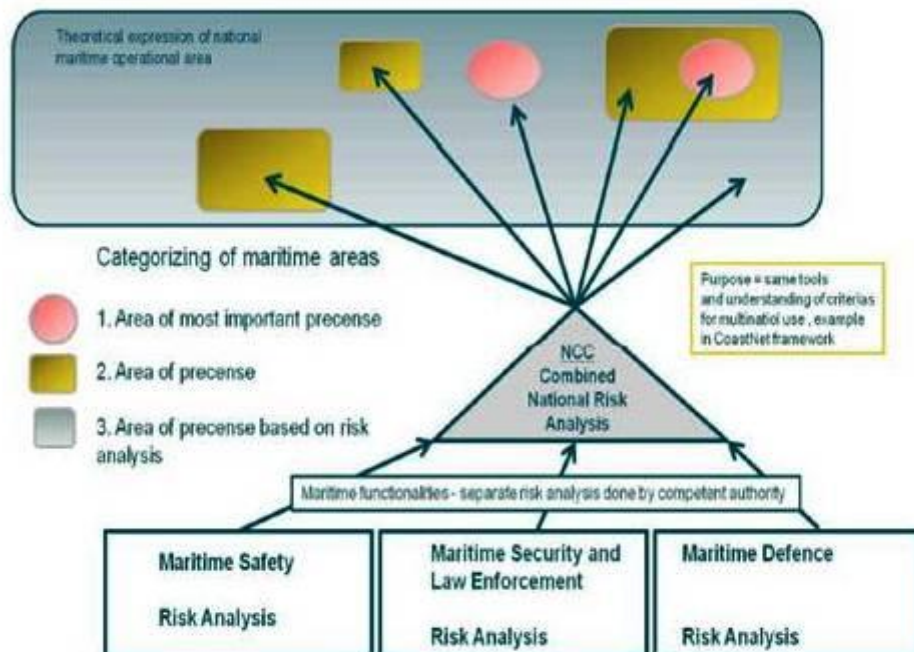 Theoretical expression of national
maritime operational area
Categorizing of maritime areas
1. Area of most important precense
2. Area of precense
3. Area of precense based on risk
analysis
Purpose = same tools
and understanding of criterias
for multinatiol use , example
in CoastNet framework
NCC
Combined
National Risk
Analysis
Maritime functionalities - separate risk analysis done by competent authority
Maritime Safety
Risk Analysis
Maritime Security and
Law Enforcement
Risk Analysis
Maritime Defence
Risk Analysis